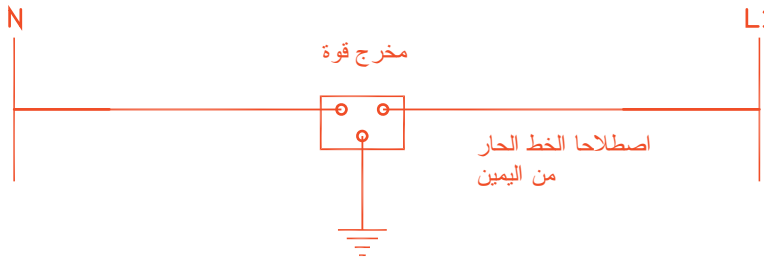 N
L
مخرج قوة
اصطلاحا الخط الحار
من اليمين